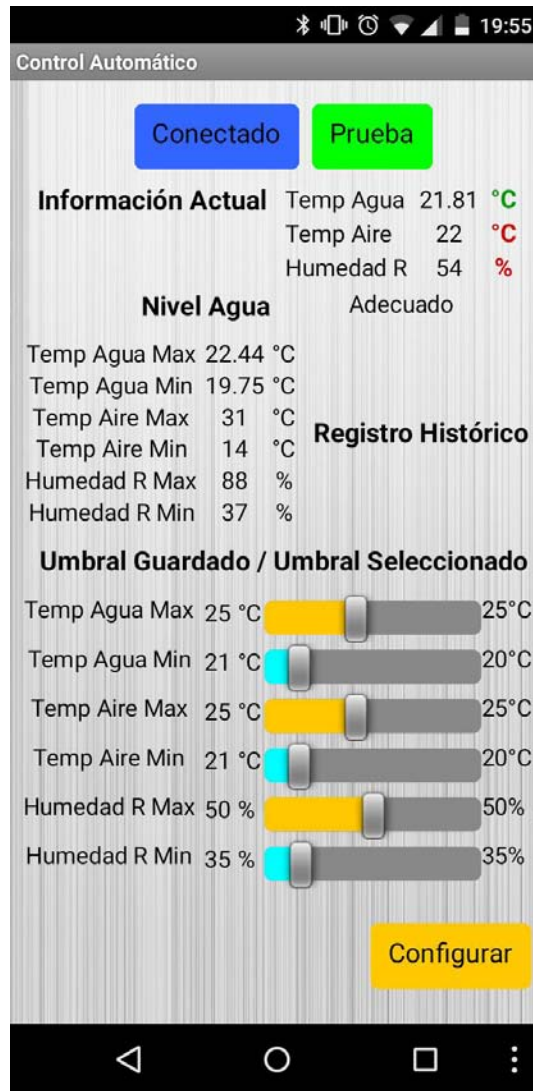 19:55
Control Automático
Conectado Prueba
Información Actual Temp Agua 21.81 °C
Temp Aire 22 °C
Humedad R 54 %
Nivel Agua Adecuado
Temp Agua Max 22.44 °C
Temp Agua Min 19.75 °C
Temp Aire Max 31 °C
Registro Histórico
Temp Aire Min 14 °C
Humedad R Max 88 %
Humedad R Min 37 %
Umbral Guardado / Umbral Seleccionado
Temp Agua Max 25 °C 25°C
Temp Agua Min 21 °C 20°C
Temp Aire Max 25 °C 25°C
Temp Aire Min 21 °C 20°C
Humedad R Max 50 % 50%
Humedad R Min 35 % 35%
Configurar